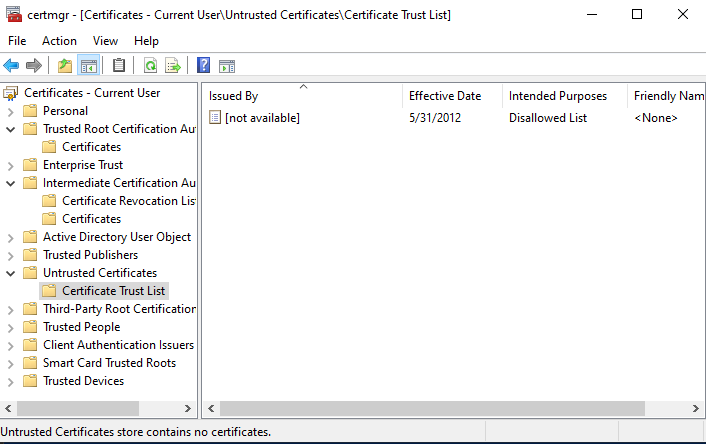 certmgr - [Certificates - Current User\Untrusted Certificates\Certificate Trust List]
File Action View Help
Certificates - Current User
Personal
Trusted Root Certification Au
Certificates
Enterprise Trust
Intermediate Certification Au
Certificate Revocation Lis
Certificates
Active Directory User Object
Trusted Publishers
Untrusted Certificates
Certificate Trust List
Third-Party Root Certification
Trusted People
Client Authentication Issuers
Smart Card Trusted Roots
Trusted Devices
Issued By Effective Date Intended Purposes Friendly Nam
[not available] 5/31/2012 Disallowed List <None>
Untrusted Certificates store contains no certificates.